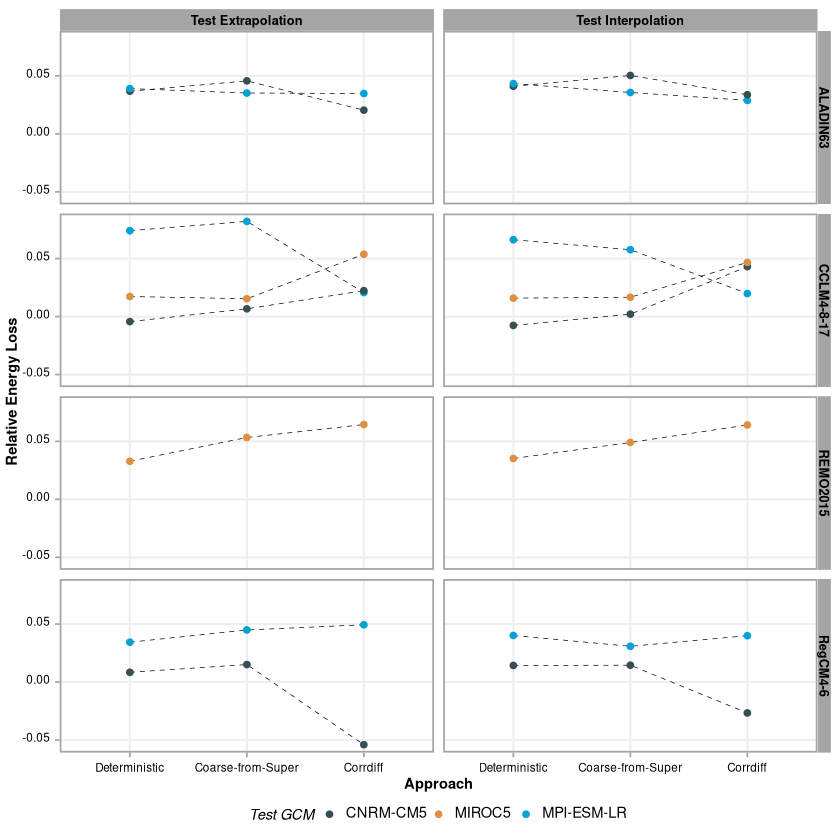 Test Extrapolation
Test Interpolation
0.05
0.00
-0.05
ALADIN63
0.05
0.00
-0.05
CCLM4-8-17
0.05
0.00
-0.05
REMO2015
0.05
0.00
-0.05
RegCM4-6
Relative Energy Loss
Deterministic Coarse-from-Super Corrdiff
Deterministic Coarse-from-Super Corrdiff
Approach
Test GCM CNRM-CM5 MIROC5 MPI-ESM-LR